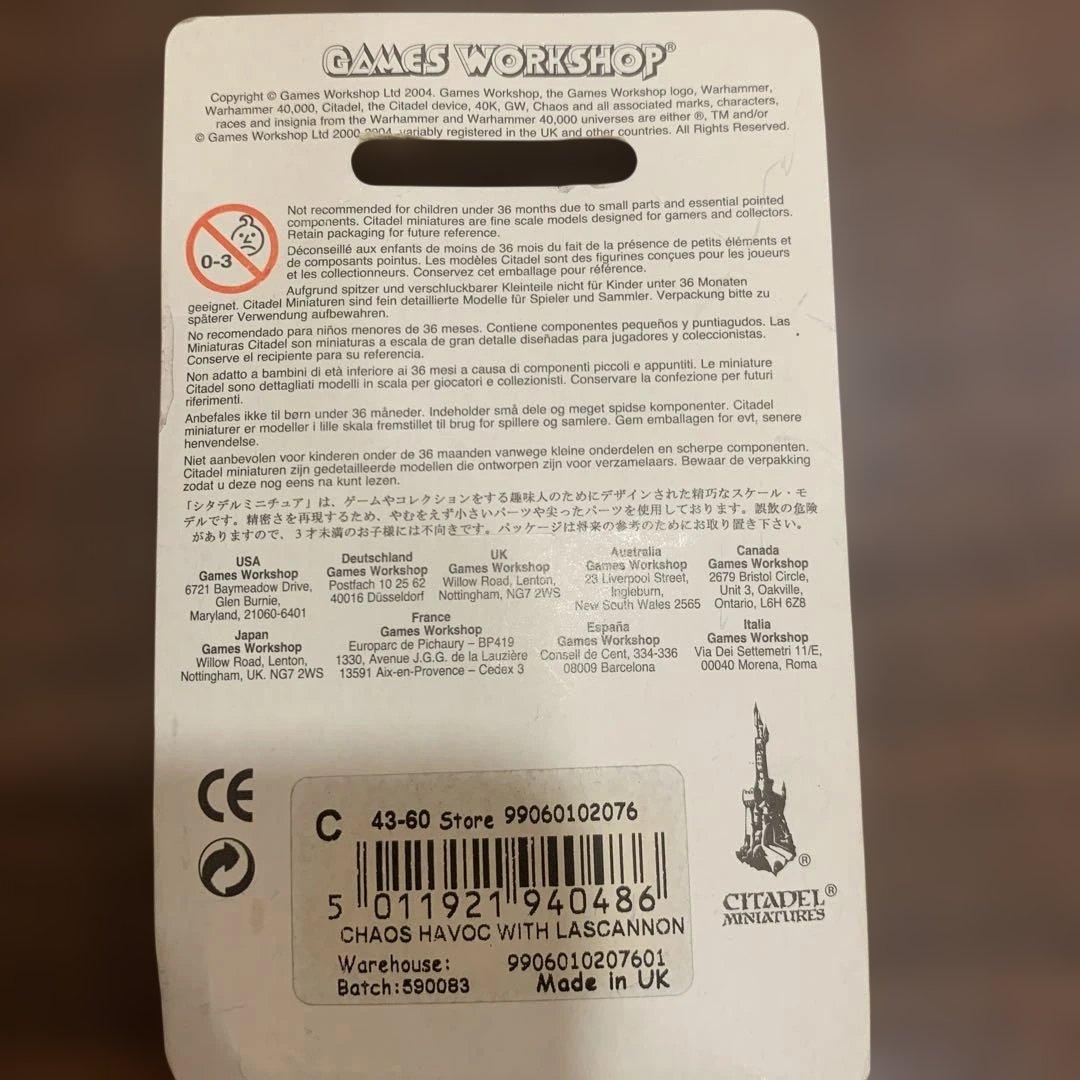 GAMES WORKSHOP®
Copyright © Games Workshop Ltd 2004. Games Workshop, the Games Workshop logo, Warhammer,
Warhammer 40,000, Citadel, the Citadel device, 40K, GW, Chaos and all associated marks, characters,
races and insignia from the Warhammer and Warhammer 40,000 universes are either ®, TM and/or
© Games Workshop Ltd 2000-2004, variably registered in the UK and other countries. All Rights Reserved.
0-3
Not recommended for children under 36 months due to small parts and essential pointed
components. Citadel miniatures are fine scale models designed for gamers and collectors.
Retain packaging for future reference.
Déconseillé aux enfants de moins de 36 mois du fait de la présence de petits éléments et
de composants pointus. Les modèles Citadel sont des figurines conçues pour les joueurs
et les collectionneurs. Conservez cet emballage pour référence.
Aufgrund spitzer und verschluckbarer Kleinteile nicht für Kinder unter 36 Monaten
geeignet. Citadel Miniaturen sind fein detaillierte Modelle für Spieler und Sammler. Verpackung bitte zu
späterer Verwendung aufbewahren.
No recomendado para niños menores de 36 meses. Contiene componentes pequeños y puntiagudos. Las
Miniaturas Citadel son miniaturas a escala de gran detalle diseñadas para jugadores y coleccionistas.
Conserve el recipiente para su referencia.
Non adatto a bambini di età inferiore ai 36 mesi a causa di componenti piccoli e appuntiti. Le miniature
Citadel sono dettagliati modelli in scala per giocatori e collezionisti. Conservare la confezione per futuri
riferimenti.
Anbefales ikke til børn under 36 måneder. Indeholder små dele og meget spidse komponenter. Citadel
miniaturer er modeller i lille skala fremstillet til brug for spillere og samlere. Gem emballagen for evt, senere
henvendelse.
Niet aanbevolen voor kinderen onder de 36 maanden vanwege kleine onderdelen en scherpe componenten.
Citadel miniaturen zijn gedetailleerde modellen die ontworpen zijn voor verzamelaars. Bewaar de verpakking
zodat u deze nog eens na kunt lezen.
「シタデルミニチュア」は、ゲームやコレクションをする趣味人のためにデザインされた精巧なスケール・モ
デルです。精密さを再現するため、やむをえず小さいパーツや尖ったパーツを使用しております。誤飲の危険
がありますので、3才未満のお子様には不向きです。パッケージは将来の参考のためにお取り置き下さい。
USA
Games Workshop
6721 Baymeadow Drive,
Glen Burnie,
Maryland, 21060-6401
Deutschland
Games Workshop
Postfach 10 25 62
40016 Düsseldorf
UK
Games Workshop
Willow Road, Lenton,
Nottingham, NG7 2WS
Australia
Games Workshop
23 Liverpool Street,
Ingleburn,
New South Wales 2565
Canada
Games Workshop
2679 Bristol Circle,
Unit 3, Oakville,
Ontario, L6H 6Z8
Japan
Games Workshop
Willow Road, Lenton,
Nottingham, UK. NG7 2WS
France
Games Workshop
Europarc de Pichaury – BP419
1330, Avenue J.G.G. de la Lauzière
13591 Aix-en-Provence – Cedex 3
España
Games Workshop
Consell de Cent, 334-336
08009 Barcelona
Italia
Games Workshop
Via Dei Settemetri 11/E,
00040 Morena, Roma
CE
C 43-60 Store 99060102076
5 011921 940486
CHAOS HAVOC WITH LASCANNON
Warehouse: 9906010207601
Batch:590083 Made in UK
®
CITADEL®
MINIATURES